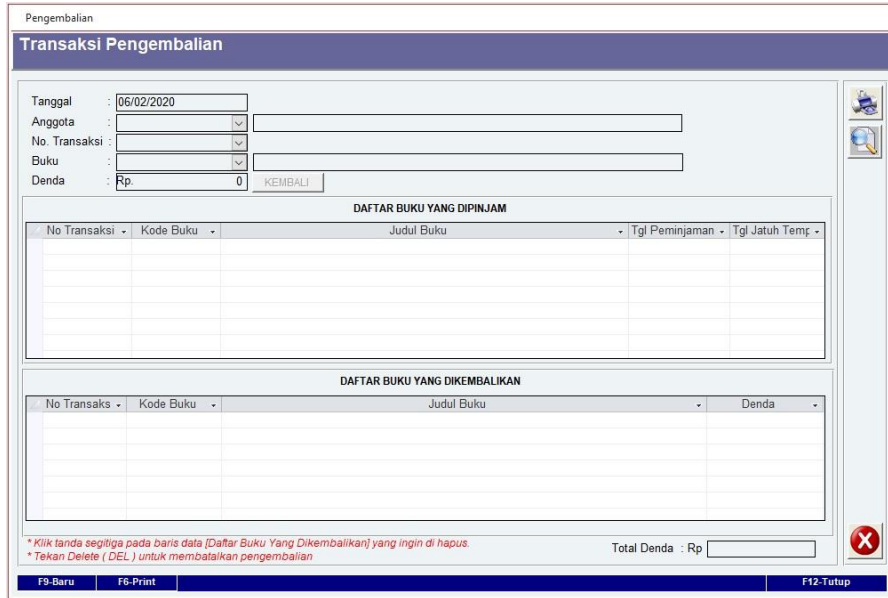 Pengembalian
Transaksi Pengembalian
Tanggal : 06/02/2020
Anggota :
No. Transaksi :
Buku :
Denda : Rp. 0 KEMBALI
DAFTAR BUKU YANG DIPINJAM
No Transaksi Kode Buku Judul Buku Tgl Peminjaman Tgl Jatuh Temp
DAFTAR BUKU YANG DIKEMBALIKAN
No Transaks Kode Buku Judul Buku Denda
* Klik tanda segitiga pada baris data [Daftar Buku Yang Dikembalikan] yang ingin di hapus.
* Tekan Delete ( DEL ) untuk membatalkan pengembalian
Total Denda : Rp
F9-Baru F6-Print F12-Tutup